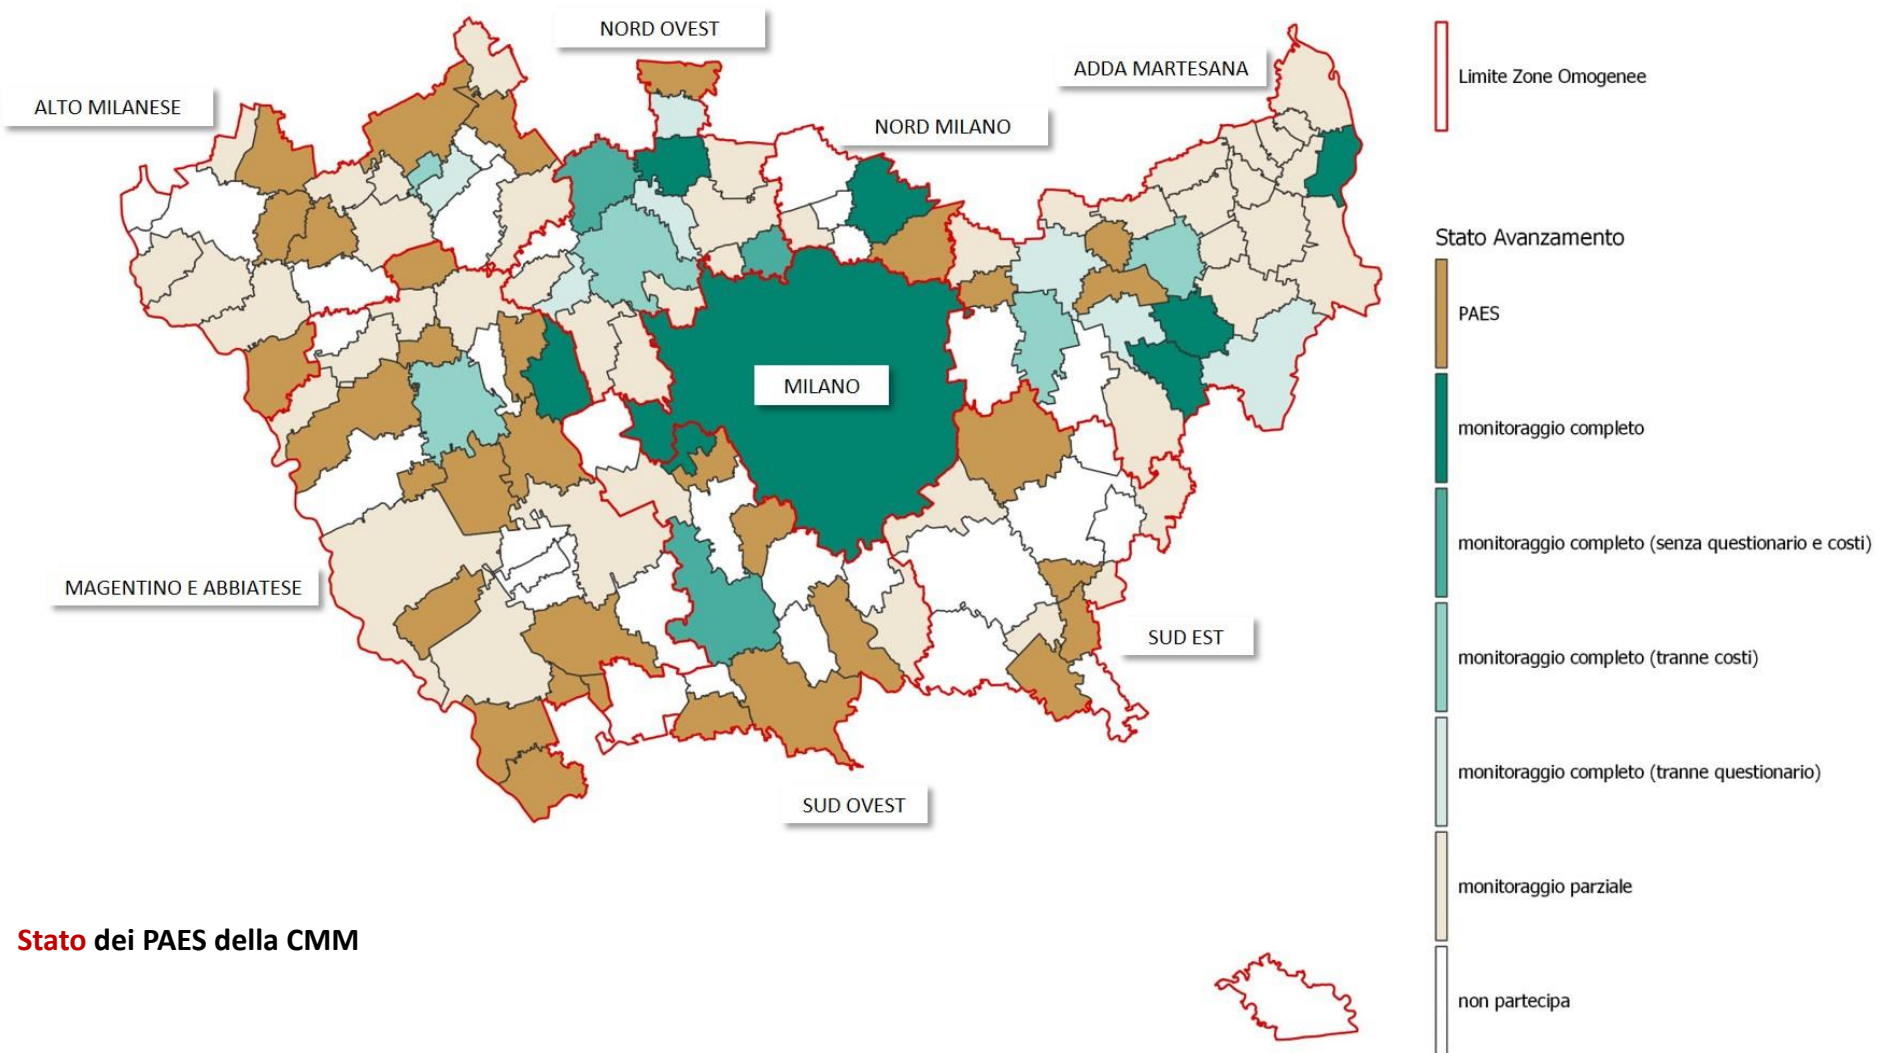 NORD OVEST
ADDA MARTESANA
ALTO MILANESE
NORD MILANO
MILANO
MAGENTINO E ABBIATESE
SUD EST
SUD OVEST
Stato dei PAES della CMM
Limite Zone Omogenee
Stato Avanzamento
PAES
monitoraggio completo
monitoraggio completo (senza questionario e costi)
monitoraggio completo (tranne costi)
monitoraggio completo (tranne questionario)
monitoraggio parziale
non partecipa